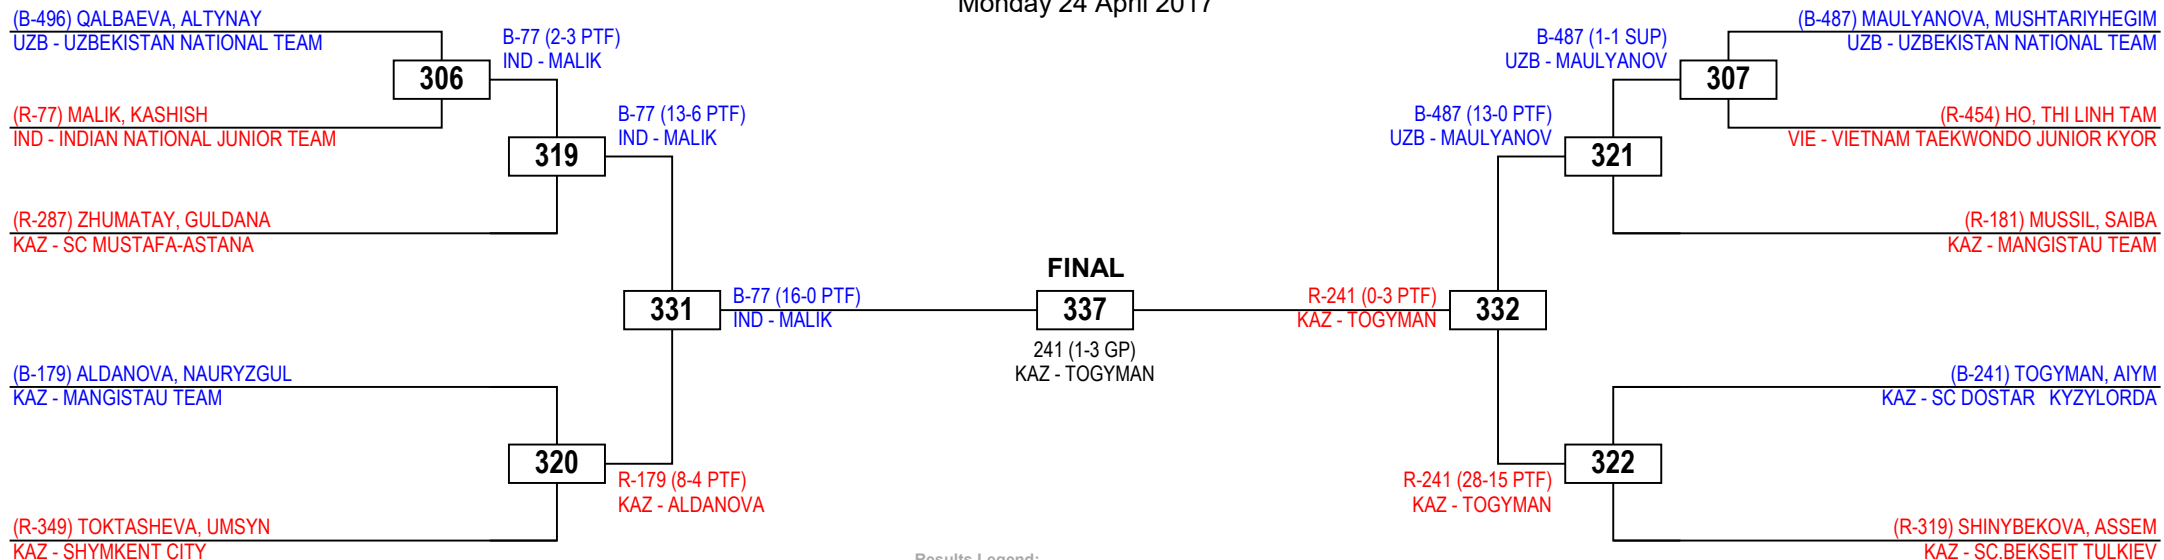 Monday 24 April 2017
(B-496) QALBAEVA, ALTYNAY
UZB - UZBEKISTAN NATIONAL TEAM
306
(R-77) MALIK, KASHISH
IND - INDIAN NATIONAL JUNIOR TEAM
B-77 (2-3 PTF)
IND - MALIK
319
(R-287) ZHUMATAY, GULDANA
KAZ - SC MUSTAFA-ASTANA
B-77 (13-6 PTF)
IND - MALIK
331
B-77 (16-0 PTF)
IND - MALIK
(B-179) ALDANOVA, NAURYZGUL
KAZ - MANGISTAU TEAM
320
(R-349) TOKTASHEVA, UMSYN
KAZ - SHYMKENT CITY
R-179 (8-4 PTF)
KAZ - ALDANOVA
FINAL
337
241 (1-3 GP)
KAZ - TOGYMAN
(B-487) MAULYANOVA, MUSHTARIYHEGIM
UZB - UZBEKISTAN NATIONAL TEAM
307
(R-454) HO, THI LINH TAM
VIE - VIETNAM TAEKWONDO JUNIOR KYOR
B-487 (1-1 SUP)
UZB - MAULYANOV
321
(R-181) MUSSIL, SAIBA
KAZ - MANGISTAU TEAM
B-487 (13-0 PTF)
UZB - MAULYANOV
332
R-241 (0-3 PTF)
KAZ - TOGYMAN
(B-241) TOGYMAN, AIYM
KAZ - SC DOSTAR KYZYLORDA
322
(R-319) SHINYBEKOVA, ASSEM
KAZ - SC.BEKSEIT TULKIEV
R-241 (28-15 PTF)
KAZ - TOGYMAN
Results Legend: